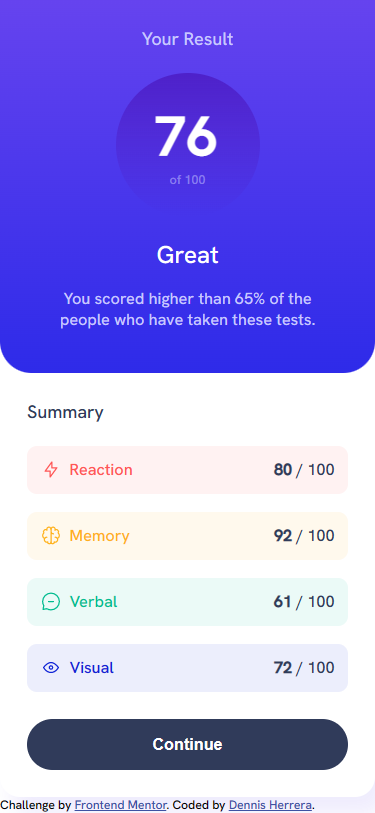 Your Result
76
of 100
Great
You scored higher than 65% of the
people who have taken these tests.
Summary
Reaction 80 / 100
Memory 92 / 100
Verbal 61 / 100
Visual 72 / 100
Continue
Challenge by Frontend Mentor. Coded by Dennis Herrera.